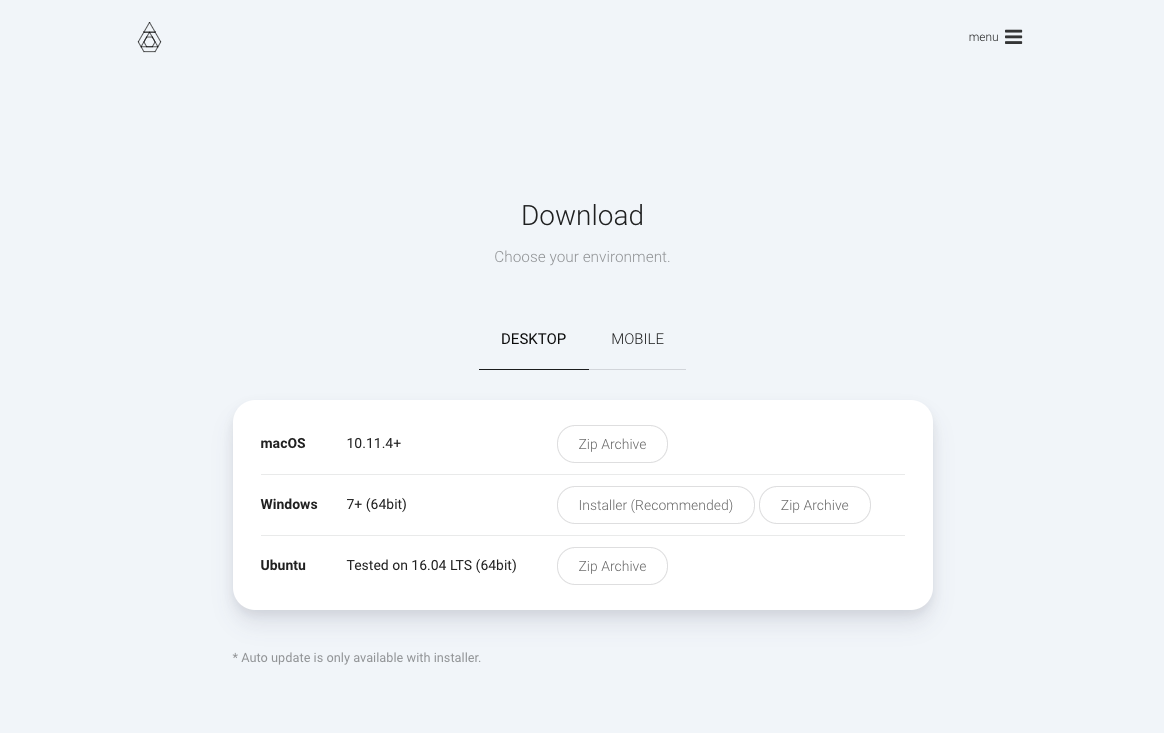 menu
Download
Choose your environment.
DESKTOP MOBILE
macOS 10.11.4+ Zip Archive
Windows 7+ (64bit) Installer (Recommended) Zip Archive
Ubuntu Tested on 16.04 LTS (64bit) Zip Archive
* Auto update is only available with installer.